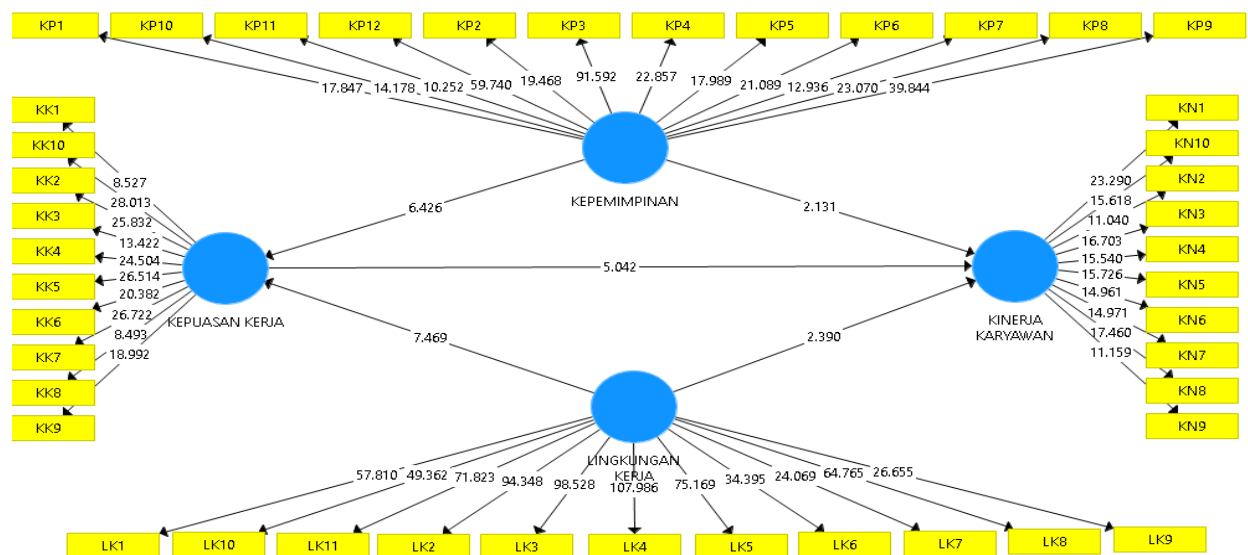 KP1 KP10 KP11 KP12 KP2 KP3 KP4 KP5 KP6 KP7 KP8 KP9
17.847 14.178 10.252 59.740 19.468 91.592 22.857 17.989 21.089 12.936 23.070 39.844
KK1
KK10
KK2
KK3
KK4
KK5
KK6
KK7
KK8
KK9
8.527
28.013
25.832
13.422
24.504
26.514
20.382
26.722
8.493
18.992
KEPEMIMPINAN
6.426
2.131
5.042
KEPUASAN KERJA
KINERJA
KARYAWAN
7.469
2.390
KN1
KN10
KN2
KN3
KN4
KN5
KN6
KN7
KN8
KN9
23.290
15.618
11.040
16.703
15.540
15.726
14.961
14.971
17.460
11.159
LINGKUNGAN
KERJA
57.810 49.362 71.823 94.348 98.528 107.986 75.169 34.395 24.069 64.765 26.655
LK1 LK10 LK11 LK2 LK3 LK4 LK5 LK6 LK7 LK8 LK9